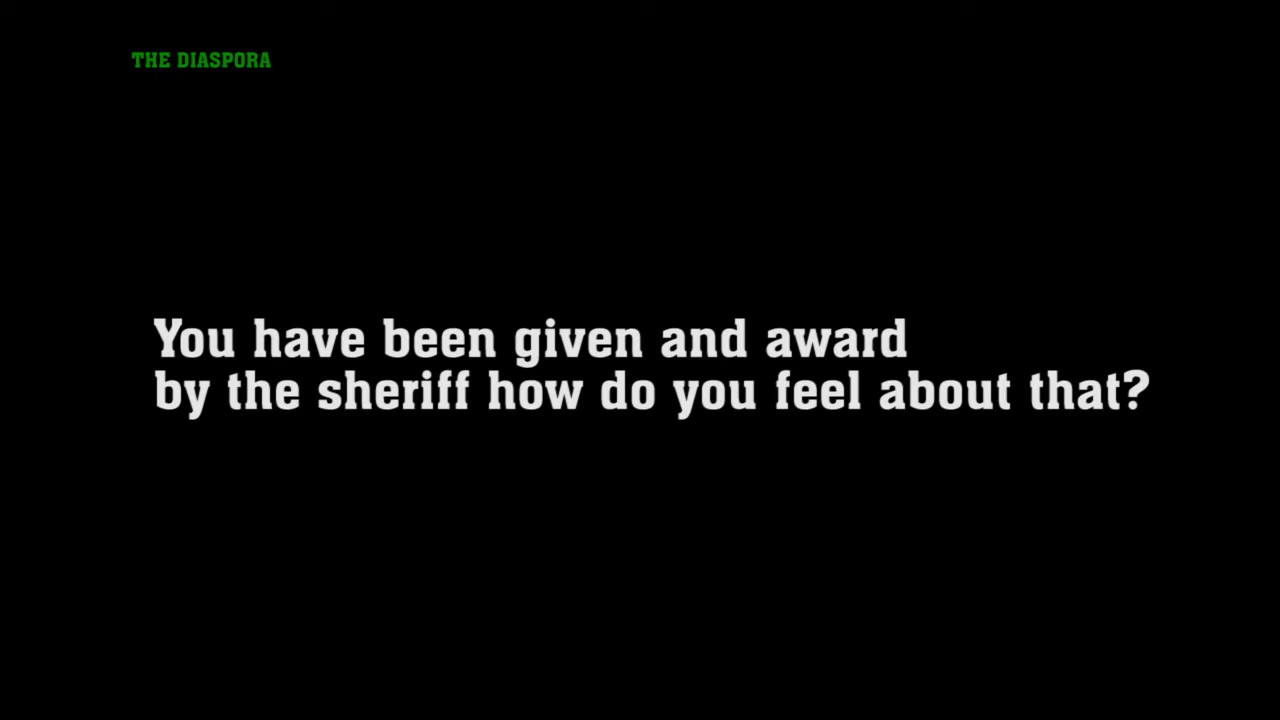 THE DIASPORA
You have been given and award
by the sheriff how do you feel about that?